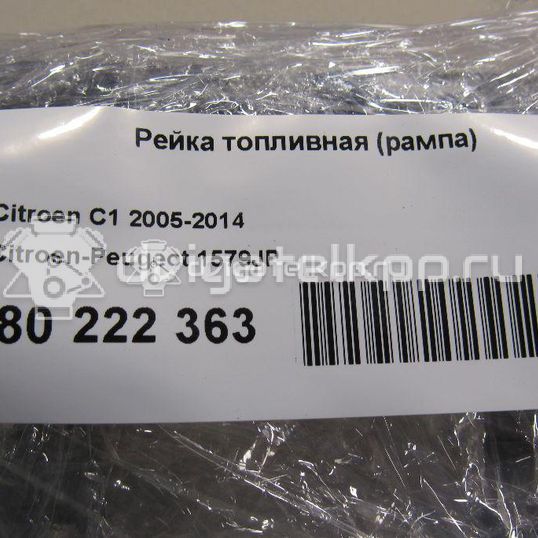 Рейка топливная (рампа)
Citroen C1 2005-2014
Citroen-Peugeot 1579JP
80 222 363